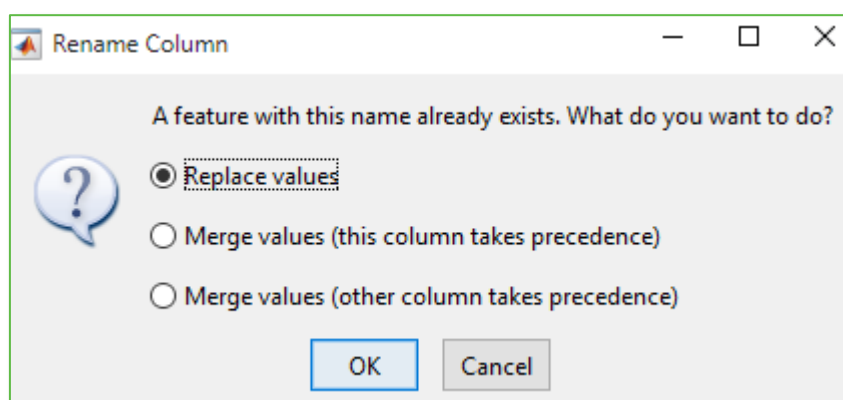 Rename Column
A feature with this name already exists. What do you want to do?
Replace values
Merge values (this column takes precedence)
Merge values (other column takes precedence)
OK Cancel